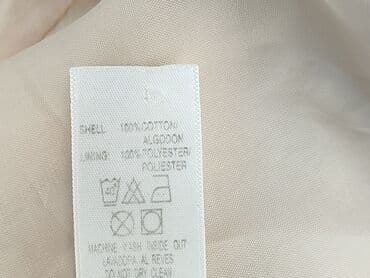 SHELL: 100% COTTON/
ALGODON
LINING: 100% POLYESTER/
POLIESTER
40
MACHINE WASH INSIDE OUT
LAVADORA AL REVES
DO NOT DRY CLEAN